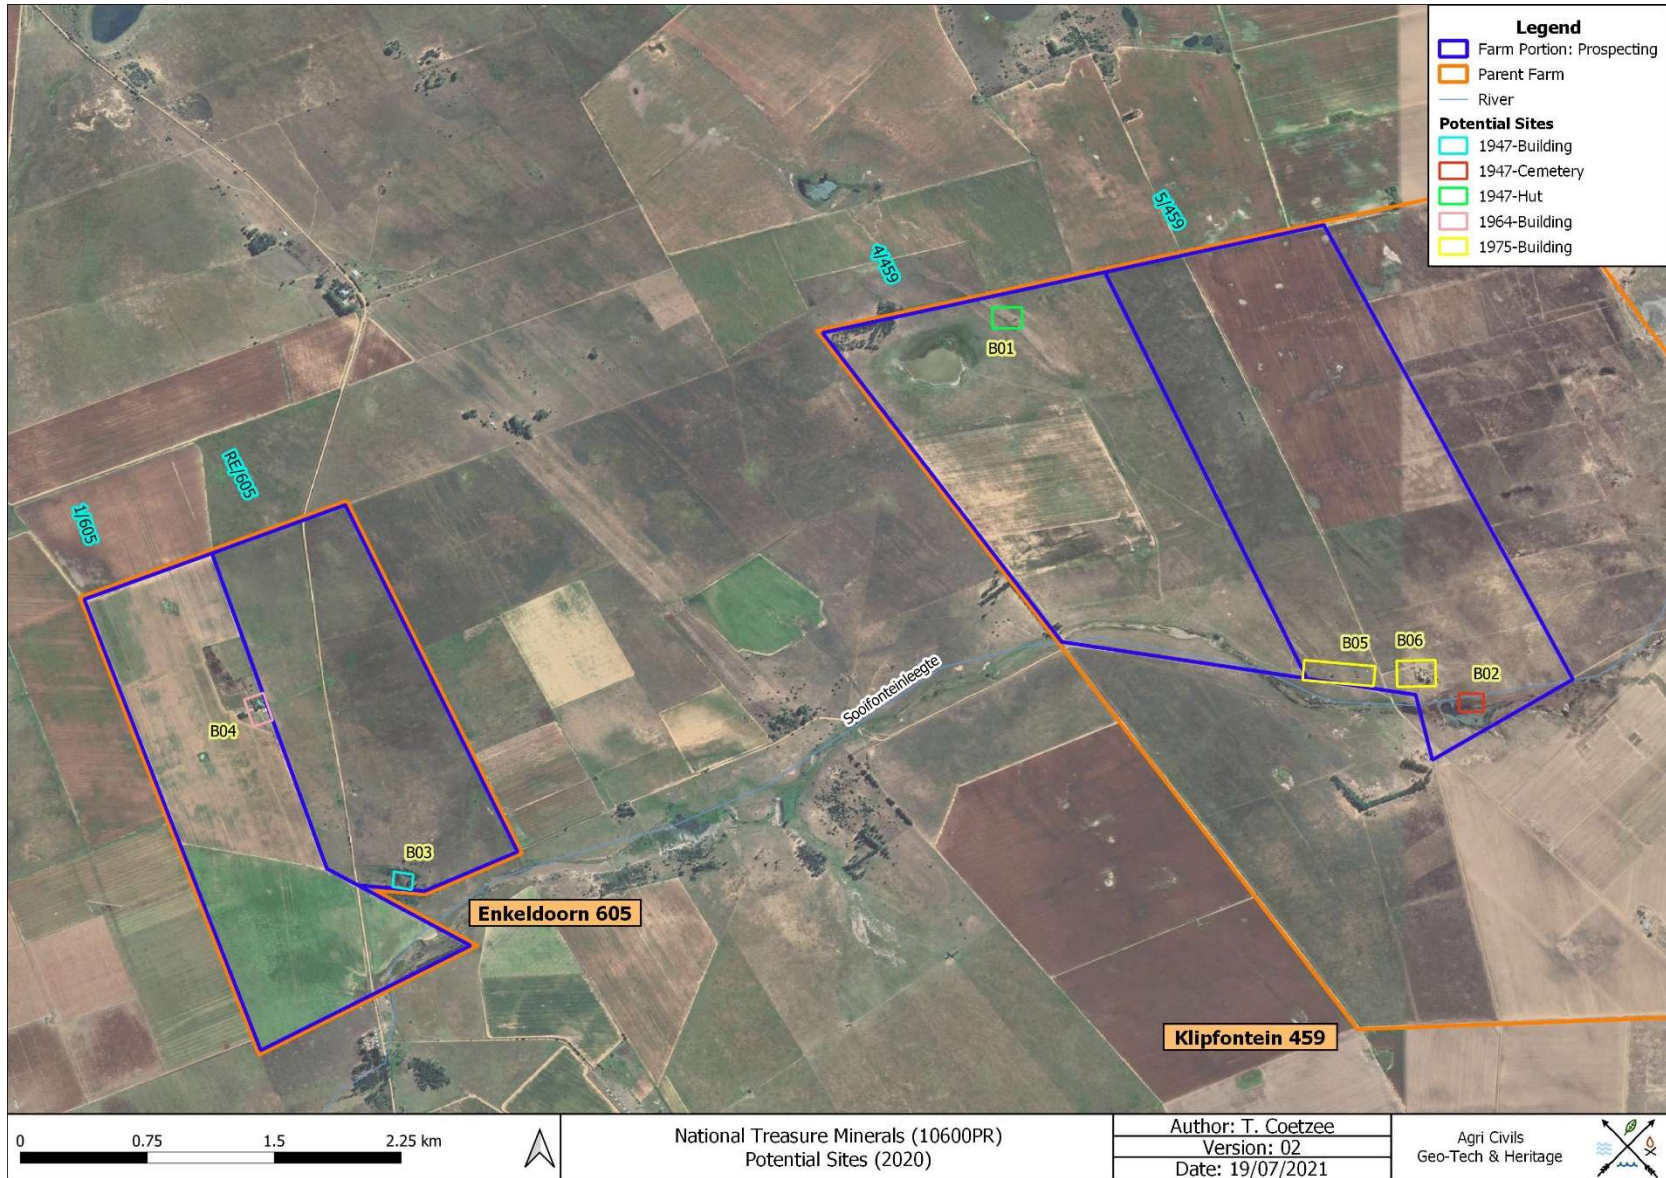 Legend
Farm Portion: Prospecting
Parent Farm
River
Potential Sites
1947-Building
1947-Cemetery
1947-Hut
1964-Building
1975-Building
5/459
4/459
B01
RE/605
1/605
B05
B06
B02
Sooifonteinleegte
B04
B03
Enkeldoorn 605
Klipfontein 459
0 0.75 1.5 2.25 km
National Treasure Minerals (10600PR)
Potential Sites (2020)
Author: T. Coetzee
Version: 02
Date: 19/07/2021
Agri Civils
Geo-Tech & Heritage